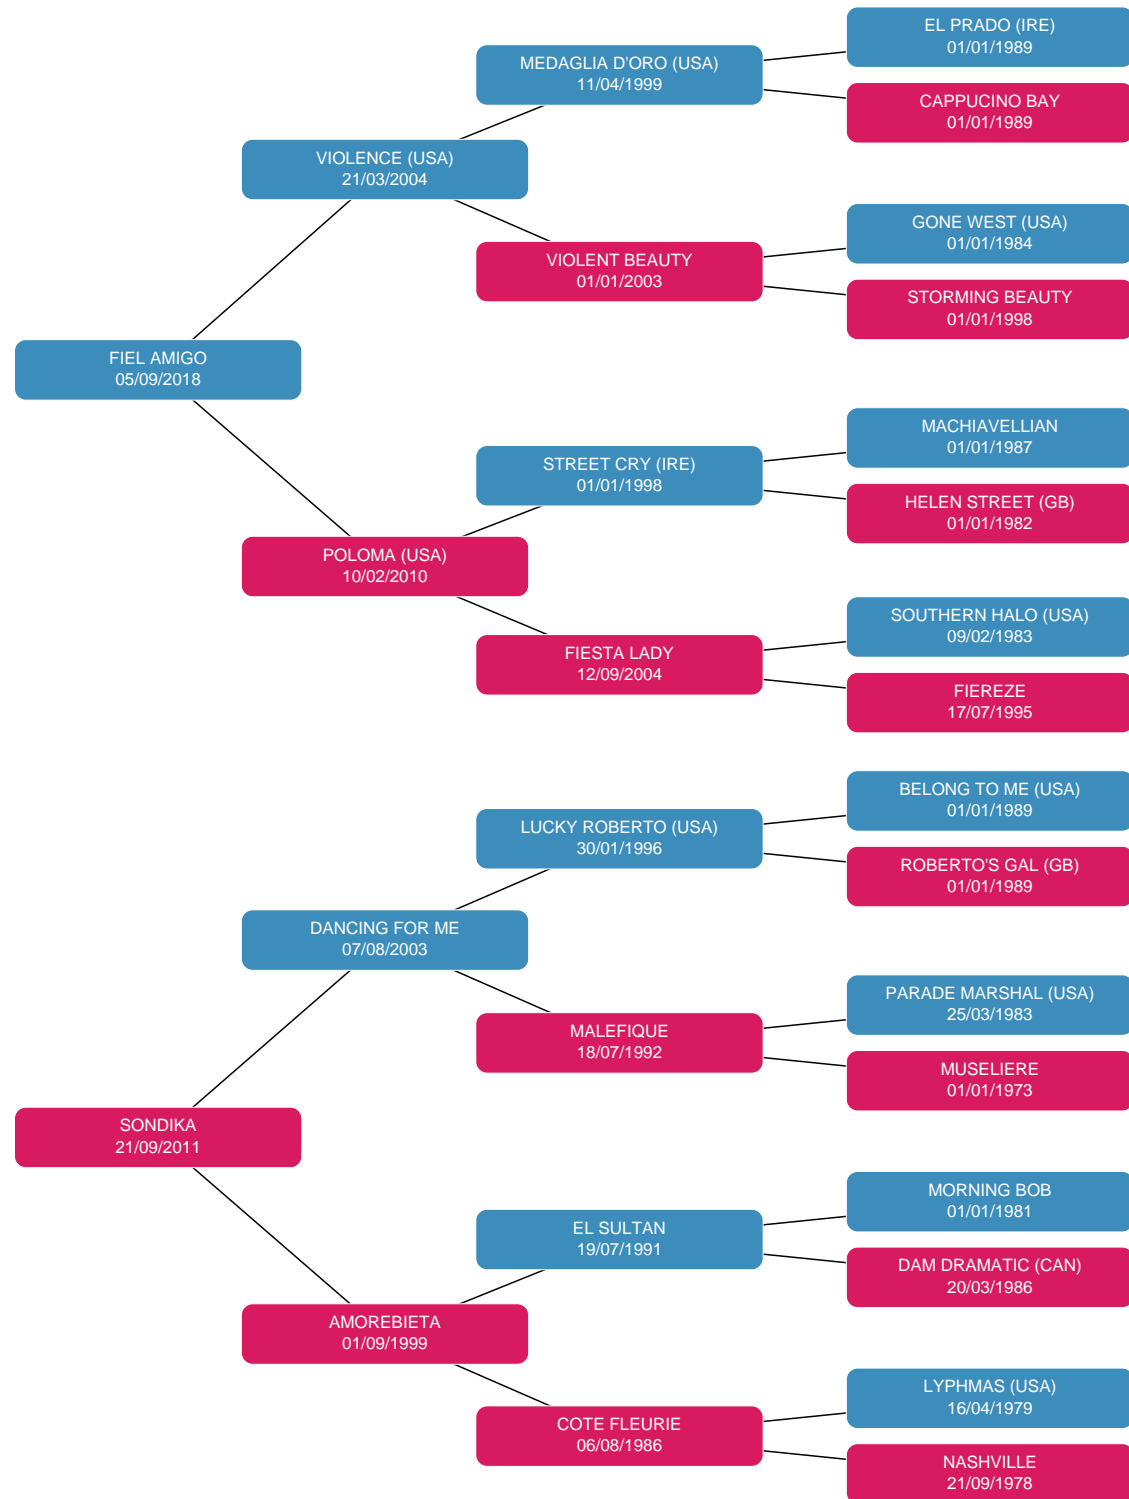 EL PRADO (IRE)
01/01/1989
MEDAGLIA D'ORO (USA)
11/04/1999
CAPPUCINO BAY
01/01/1989
VIOLENCE (USA)
21/03/2004
GONE WEST (USA)
01/01/1984
VIOLENT BEAUTY
01/01/2003
STORMING BEAUTY
01/01/1998
FIEL AMIGO
05/09/2018
MACHIAVELLIAN
01/01/1987
STREET CRY (IRE)
01/01/1998
HELEN STREET (GB)
01/01/1982
POLOMA (USA)
10/02/2010
SOUTHERN HALO (USA)
09/02/1983
FIESTA LADY
12/09/2004
FIEREZE
17/07/1995
BELONG TO ME (USA)
01/01/1989
LUCKY ROBERTO (USA)
30/01/1996
ROBERTO'S GAL (GB)
01/01/1989
DANCING FOR ME
07/08/2003
PARADE MARSHAL (USA)
25/03/1983
MALEFIQUE
18/07/1992
MUSELIERE
01/01/1973
SONDIKA
21/09/2011
MORNING BOB
01/01/1981
EL SULTAN
19/07/1991
DAM DRAMATIC (CAN)
20/03/1986
AMOREBIETA
01/09/1999
LYPHMAS (USA)
16/04/1979
COTE FLEURIE
06/08/1986
NASHVILLE
21/09/1978